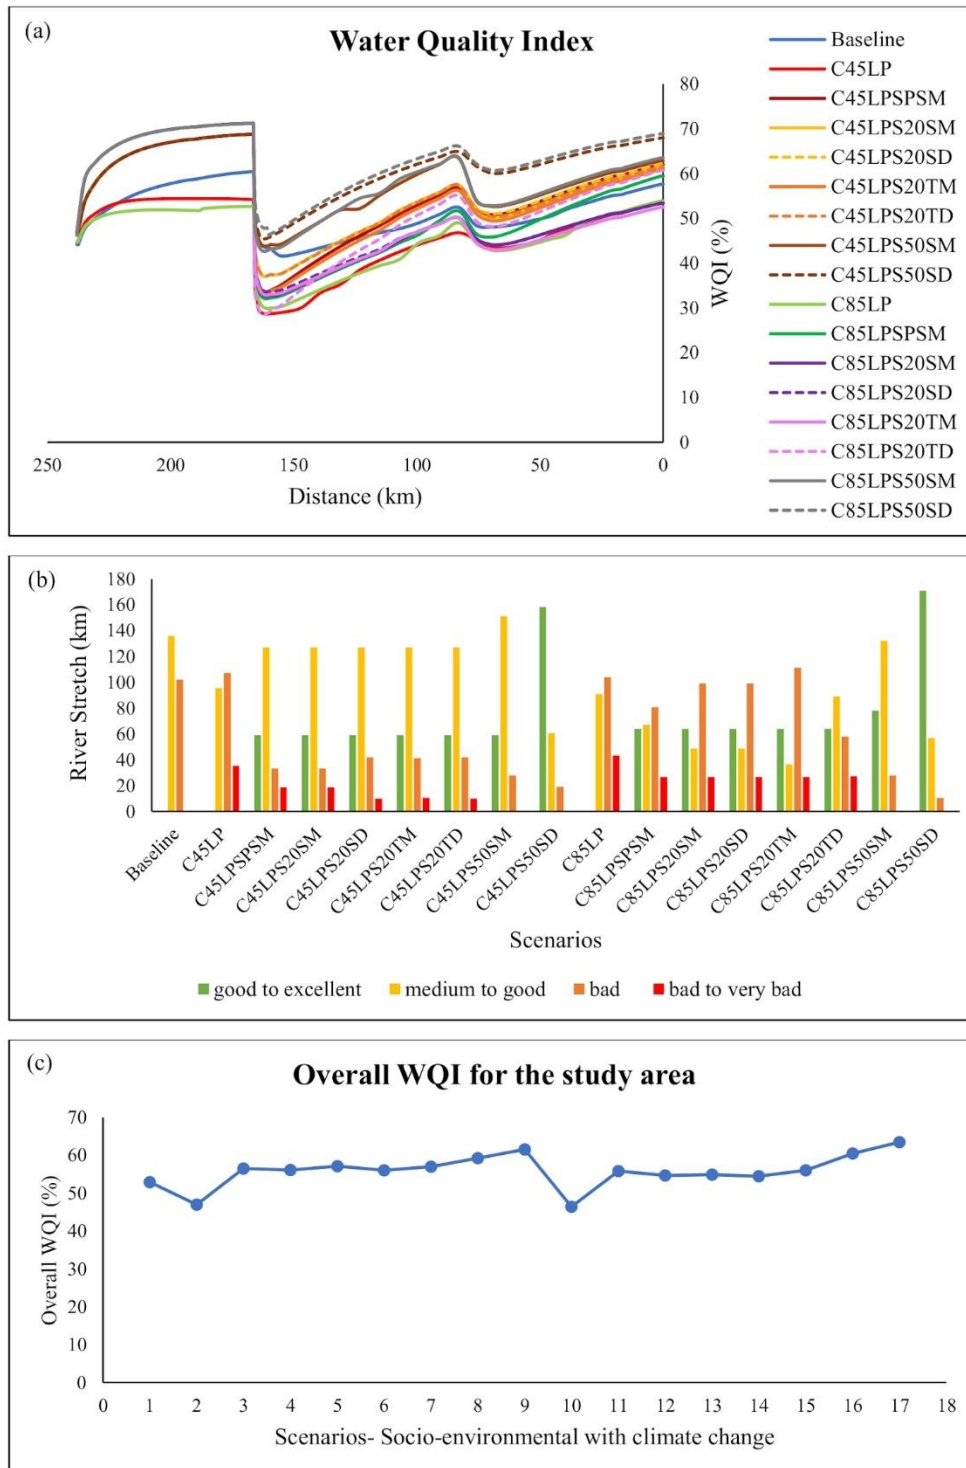 (a)
Water Quality Index
80
70
60
50
40
30
20
10
0
WQI (%)
250
200
150
100
50
0
Distance (km)
Baseline
C45LP
C45LPSPSM
C45LPS20SM
C45LPS20SD
C45LPS20TM
C45LPS20TD
C45LPS50SM
C45LPS50SD
C85LP
C85LPSPSM
C85LPS20SM
C85LPS20SD
C85LPS20TM
C85LPS20TD
C85LPS50SM
C85LPS50SD
(b)
River Stretch (km)
180
160
140
120
100
80
60
40
20
0
Baseline
C45LP
C45LPSPSM
C45LPS20SM
C45LPS20SD
C45LPS20TM
C45LPS20TD
C45LPS50SM
C45LPS50SD
C85LP
C85LPSPSM
C85LPS20SM
C85LPS20SD
C85LPS20TM
C85LPS20TD
C85LPS50SM
C85LPS50SD
Scenarios
good to excellent
medium to good
bad
bad to very bad
(c)
Overall WQI for the study area
Overall WQI (%)
70
60
50
40
30
20
10
0
0 1 2 3 4 5 6 7 8 9 10 11 12 13 14 15 16 17 18
Scenarios- Socio-environmental with climate change